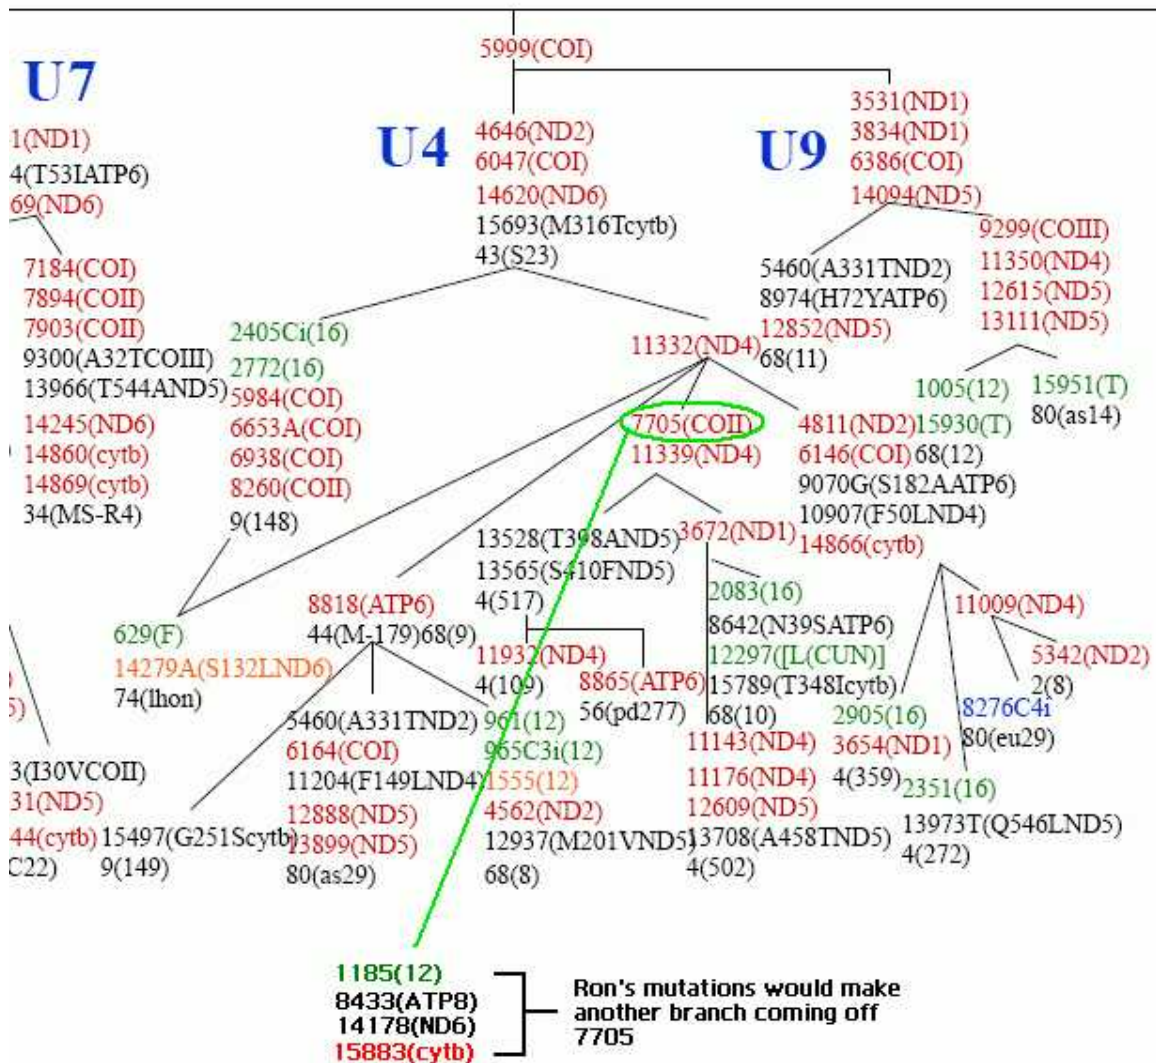 5999(COI)
U7
1(ND1)
4(T53IATP6)
69(ND6)
7184(COI)
7894(COII)
7903(COII)
9300(A32TCOIII)
13966(T544AND5)
14245(ND6)
14860(cytb)
14869(cytb)
34(MS-R4)
3(I30VCOII)
31(ND5)
44(cytb)
C22)
U4
4646(ND2)
6047(COI)
14620(ND6)
15693(M316Tcytb)
43(S23)
2405Ci(16)
2772(16)
5984(COI)
6653A(COI)
6938(COI)
8260(COII)
9(148)
629(F)
14279A(S132LND6)
74(lhon)
11332(ND4)
8818(ATP6)
44(M-179)68(9)
15497(G251Scytb)
9(149)
5460(A331TND2)
6164(COI)
11204(F149LND4)
12888(ND5)
13899(ND5)
80(as29)
961(12)
965C3i(12)
1555(12)
4562(ND2)
12937(M201VND5)
68(8)
7705(COII)
11339(ND4)
13528(T398AND5)
13565(S410FND5)
4(517)
11932(ND4)
4(109)
8865(ATP6)
56(pd277)
3672(ND1)
2083(16)
8642(N39SATP6)
12297([L(CUN)]
15789(T348Icytb)
68(10)
11143(ND4)
11176(ND4)
12609(ND5)
13708(A458TND5)
4(502)
4811(ND2)
6146(COI)
9070G(S182AATP6)
10907(F50LND4)
14866(cytb)
2905(16)
3654(ND1)
4(359)
2351(16)
13973T(Q546LND5)
4(272)
11009(ND4)
8276C4i
80(eu29)
5342(ND2)
2(8)
U9
3531(ND1)
3834(ND1)
6386(COI)
14094(ND5)
5460(A331TND2)
8974(H72YATP6)
12852(ND5)
68(11)
9299(COIII)
11350(ND4)
12615(ND5)
13111(ND5)
1005(12)
15930(T)
68(12)
15951(T)
80(as14)
1185(12)
8433(ATP8)
14178(ND6)
15883(cytb)
Ron's mutations would make
another branch coming off
7705